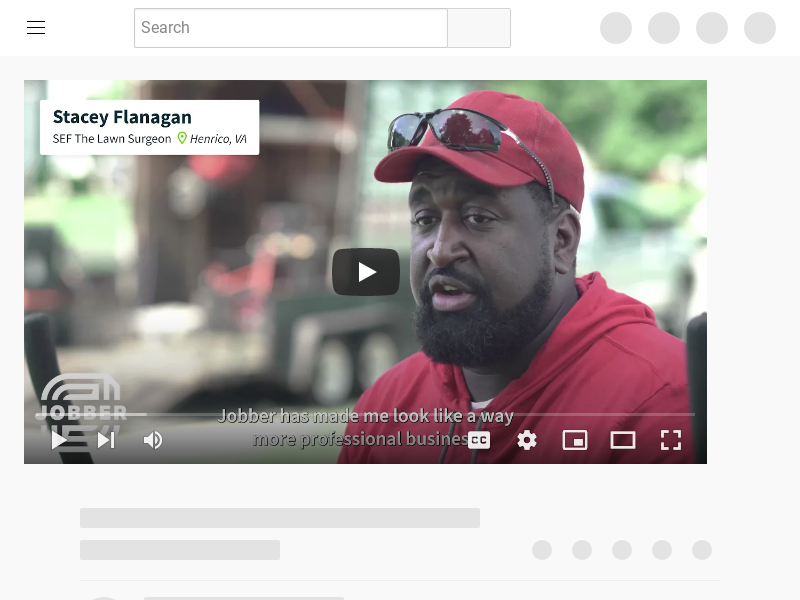 Search
Stacey Flanagan
SEF The Lawn Surgeon Henrico, VA
JOBBER
Jobber has made me look like a way
more professional busines
CC